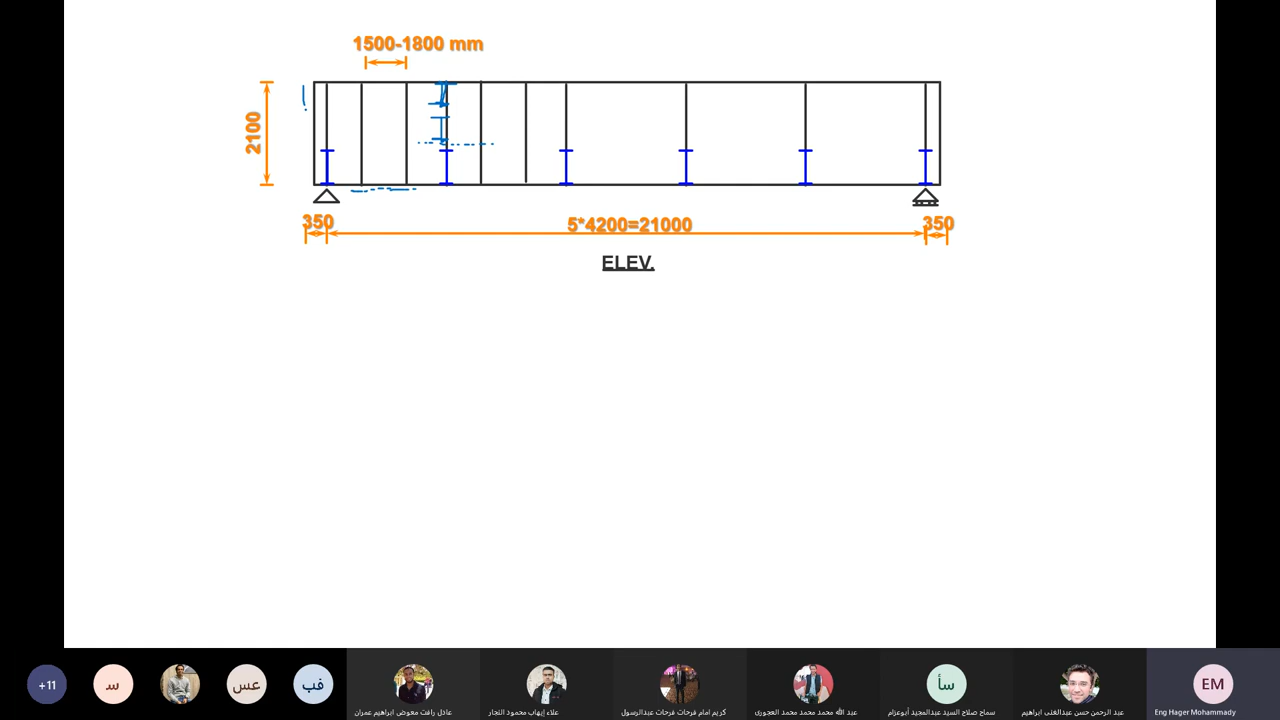 1500-1800 mm
2100
350
5*4200=21000
350
ELEV.
+11
س
عس
فب
سأ
EM
عادل رافت معوض ابراهيم عمران
علاء إيهاب محمود النجار
كريم امام فرحات فرحات عبدالرسول
عبد الله محمد محمد محمد العجوزى
سماح صلاح السيد عبدالمجيد أبوعزام
عبد الرحمن حسن عبدالغنى ابراهيم
Eng Hager Mohammady